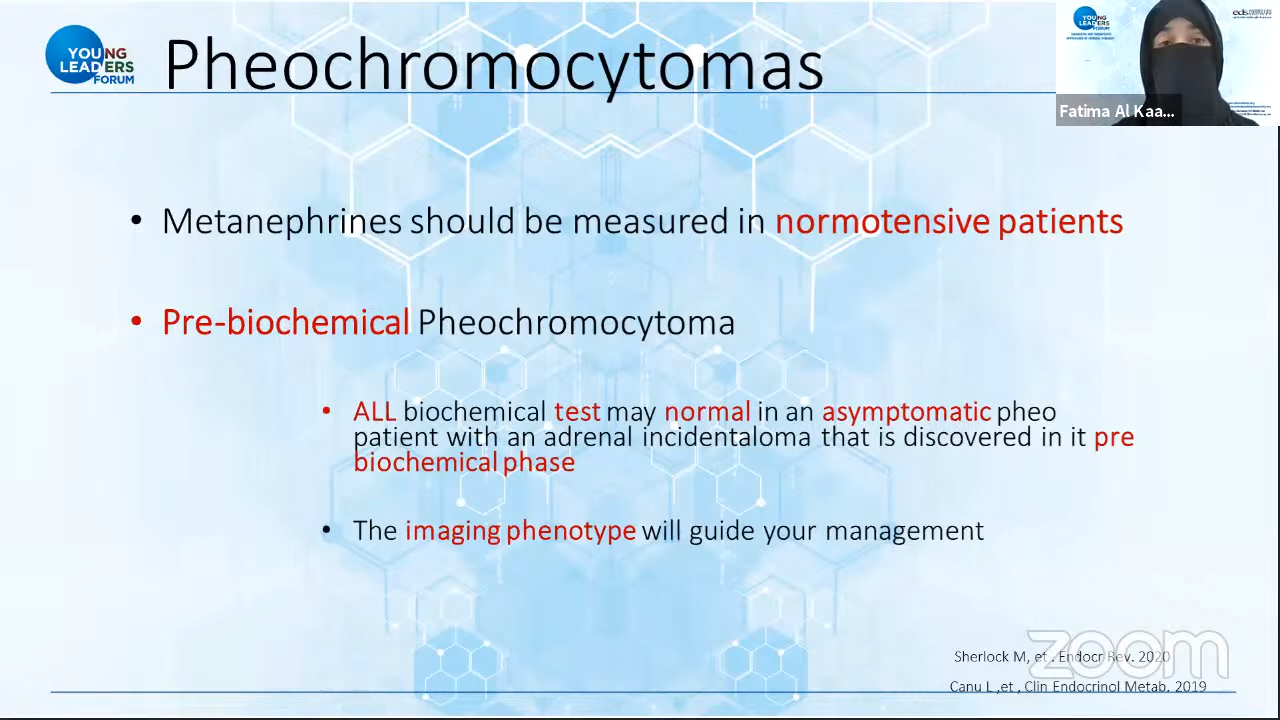 YOUNG
LEADERS
FORUM
Pheochromocytomas
YOUNG
LEADERS
FORUM
Fatima Al Kaa...
• Metanephrines should be measured in normotensive patients
• Pre-biochemical Pheochromocytoma
• ALL biochemical test may normal in an asymptomatic pheo
patient with an adrenal incidentaloma that is discovered in it pre
biochemical phase
• The imaging phenotype will guide your management
zoom
Sherlock M, et . Endocr Rev. 2020
Canu L ,et , Clin Endocrinol Metab. 2019